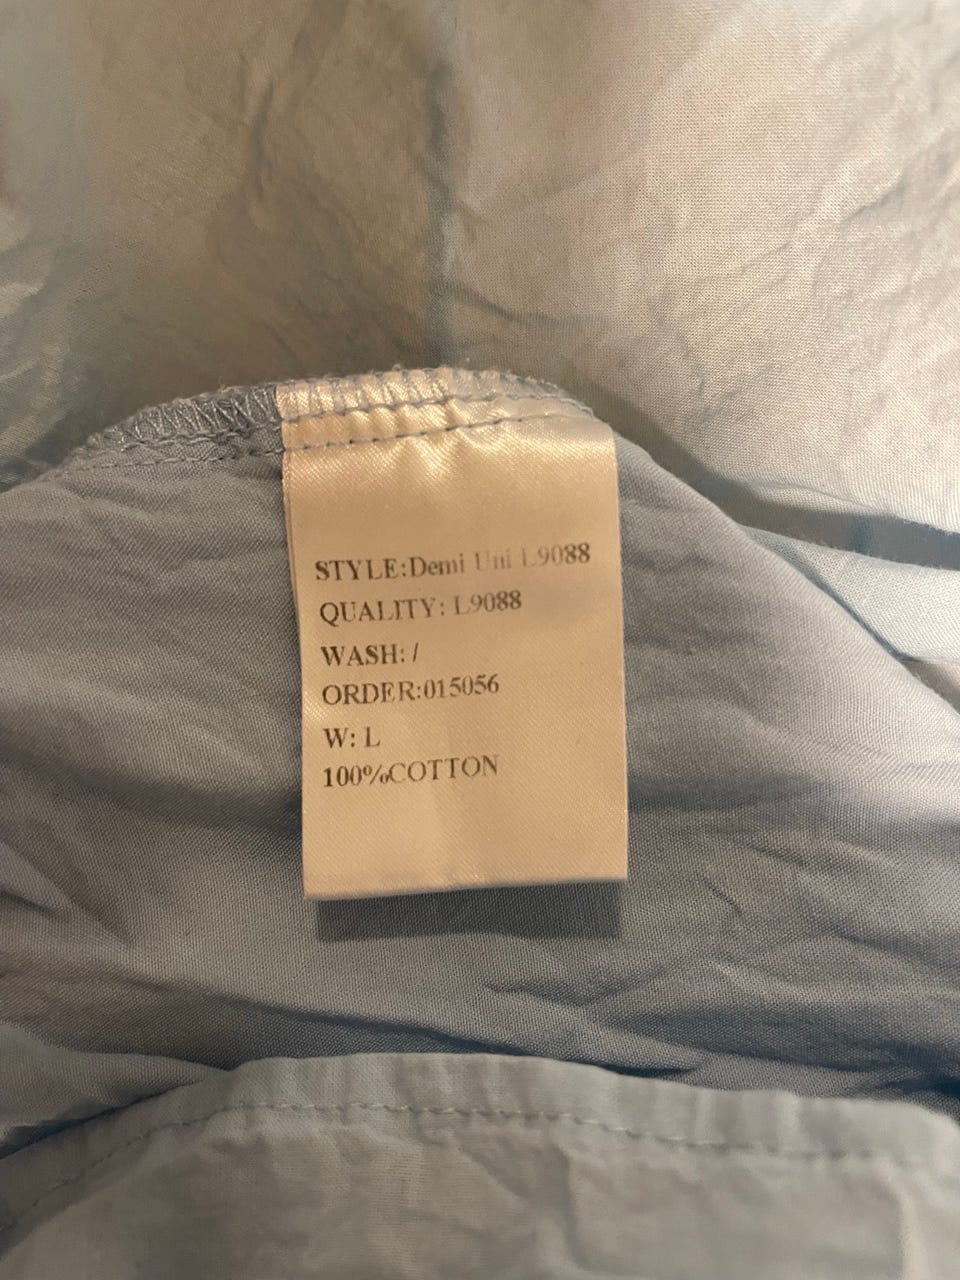 STYLE:Demi Uni L9088
QUALITY: L9088
WASH: /
ORDER:015056
W: L
100%COTTON